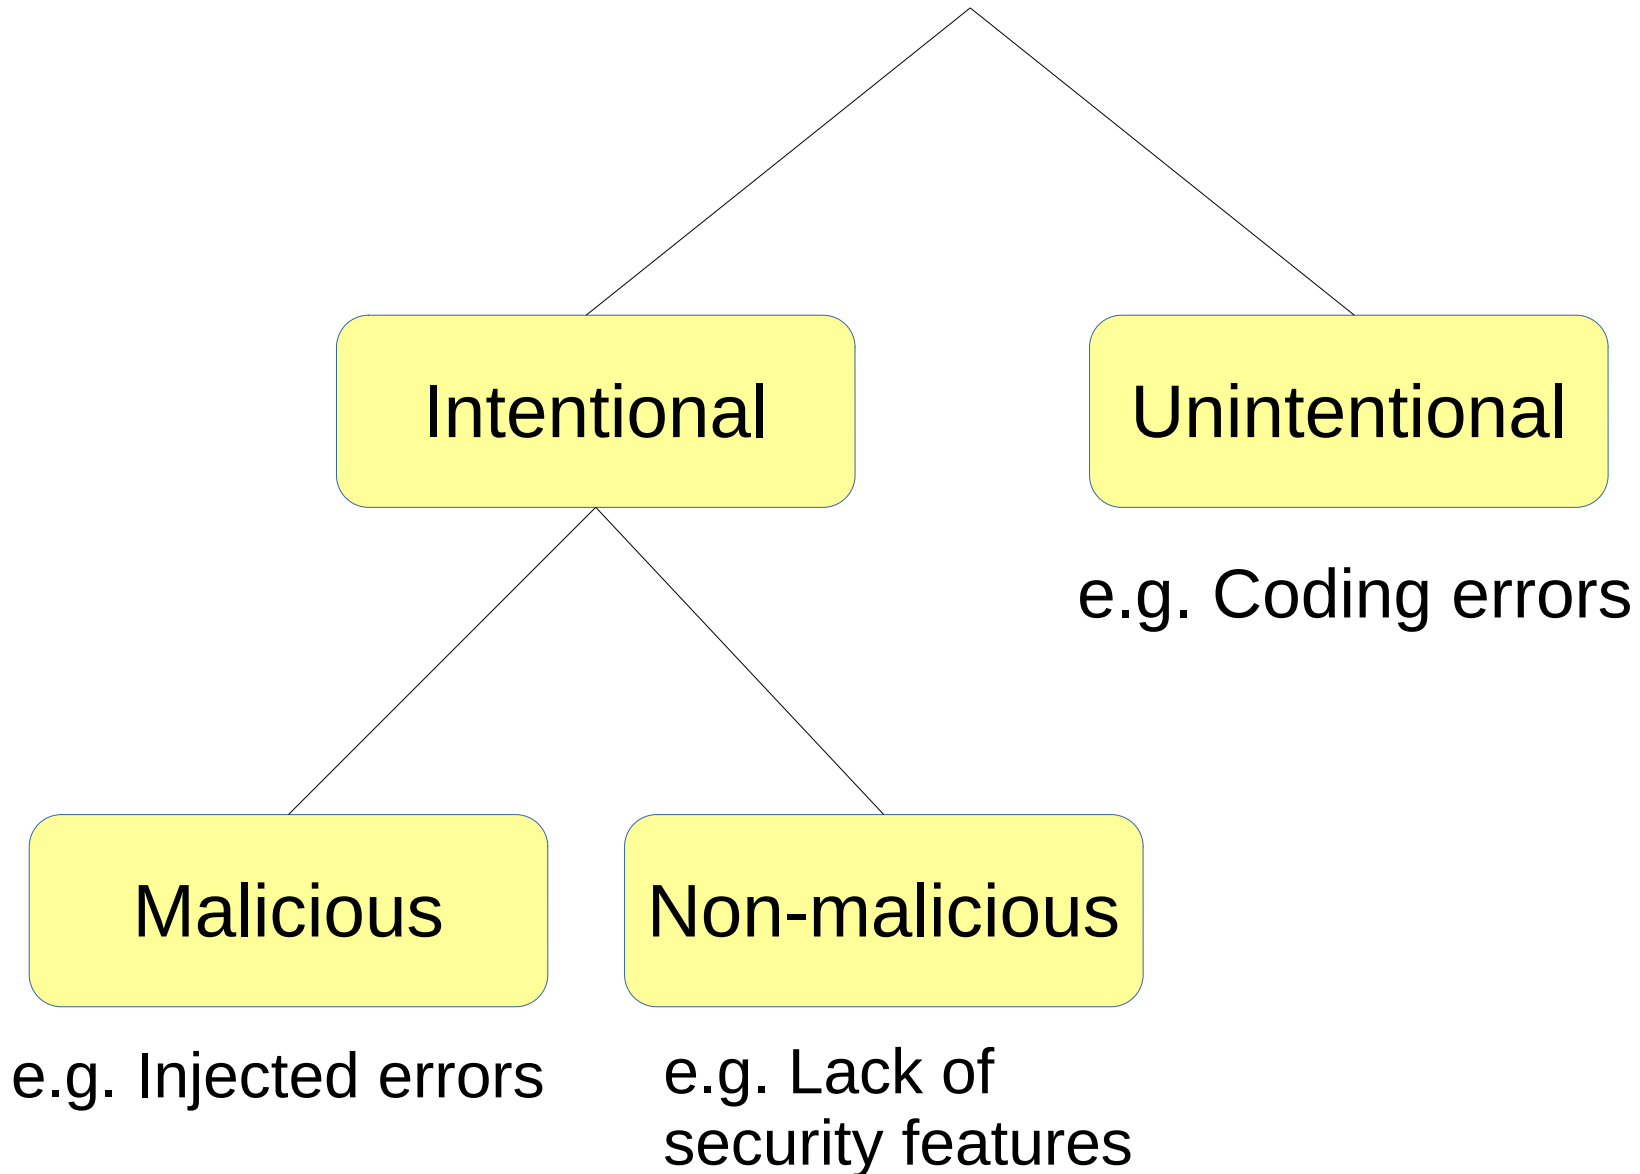 Intentional
Unintentional
e.g. Coding errors
Malicious
Non-malicious
e.g. Injected errors
e.g. Lack of
security features